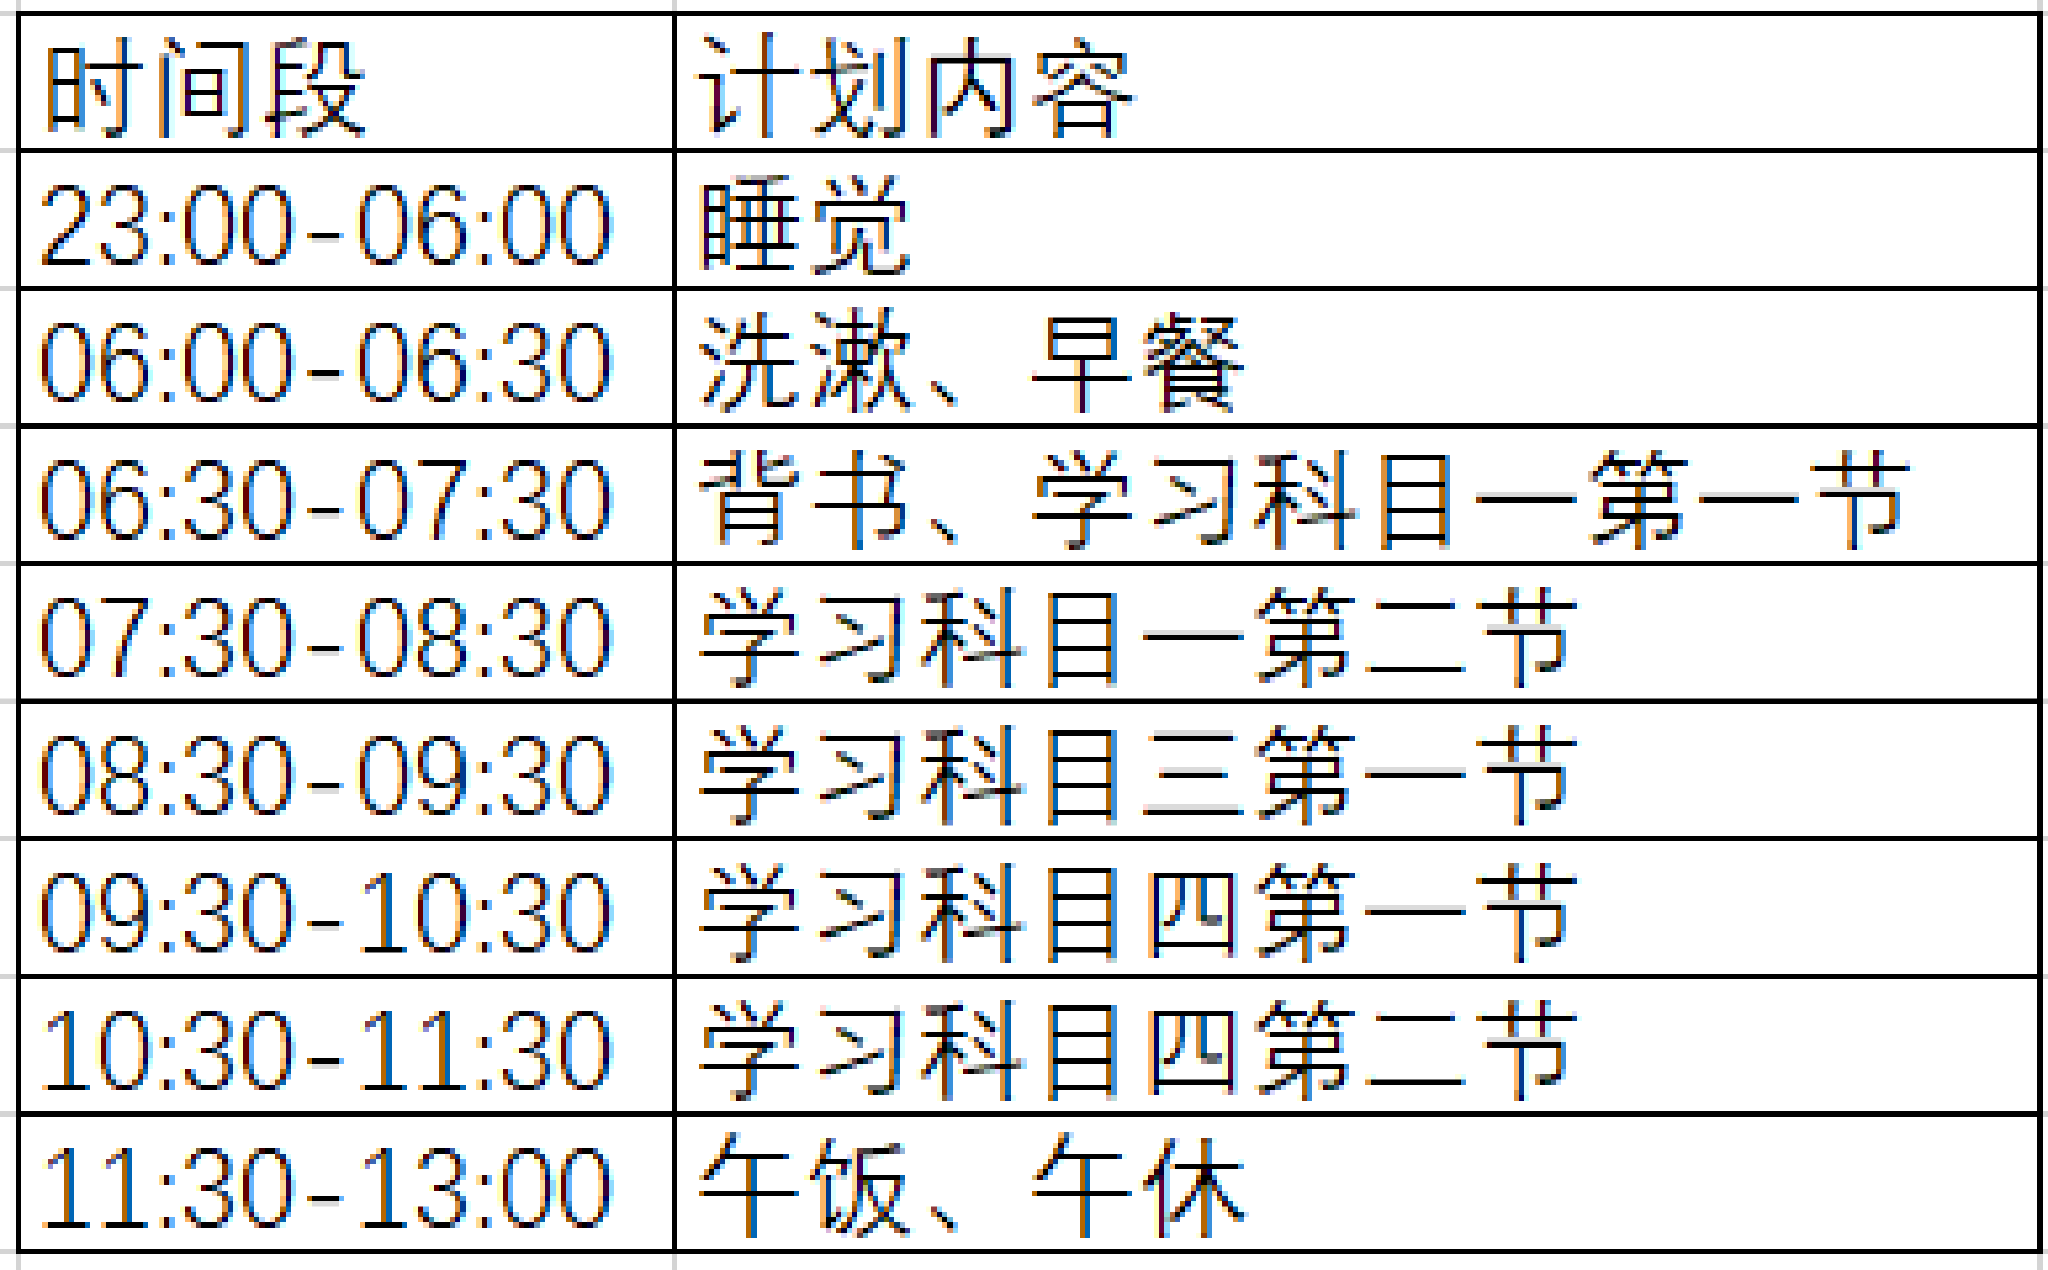 时间段 计划内容
23:00-06:00 睡觉
06:00-06:30 洗漱、早餐
06:30-07:30 背书、学习科目一第一节
07:30-08:30 学习科目一第二节
08:30-09:30 学习科目三第一节
09:30-10:30 学习科目四第一节
10:30-11:30 学习科目四第二节
11:30-13:00 午饭、午休